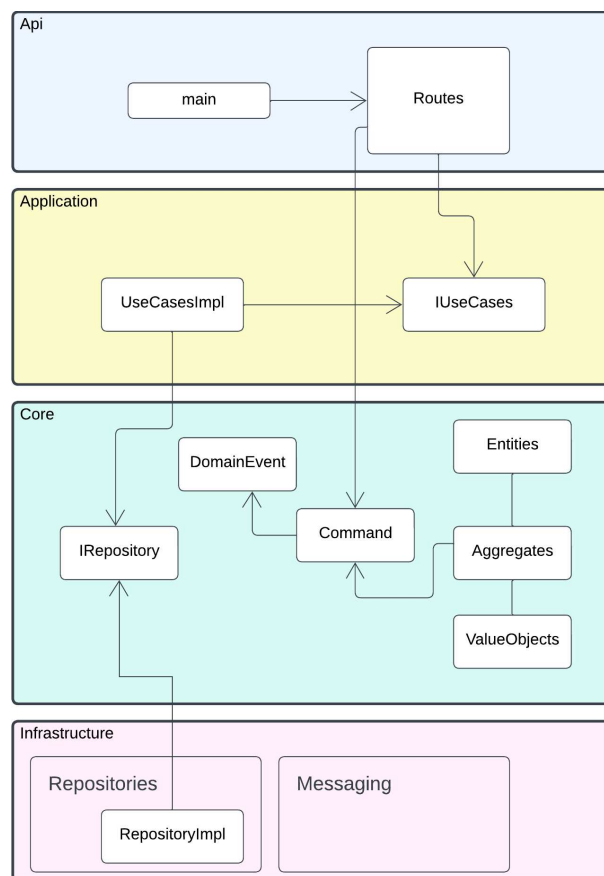 Api
main
Routes
Application
UseCasesImpl
IUseCases
Core
Entities
DomainEvent
Command
IRepository
Aggregates
ValueObjects
Infrastructure
Repositories
Messaging
RepositoryImpl